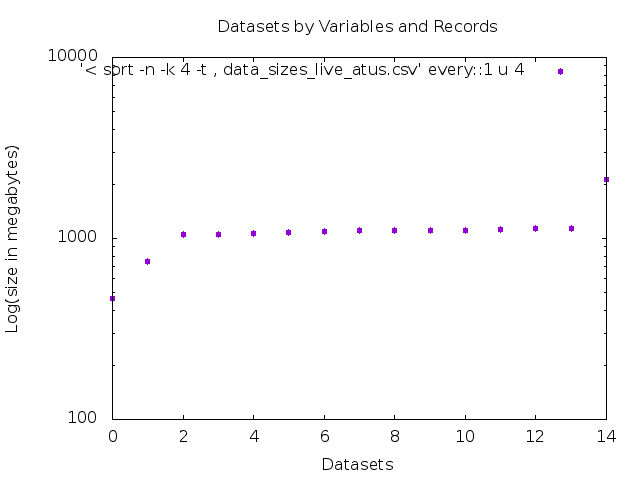 Datasets by Variables and Records
10000
'< sort -n -k 4 -t , data_sizes_live_atus.csv' every::1 u 4
1000
100
Log(size in megabytes)
0 2 4 6 8 10 12 14
Datasets